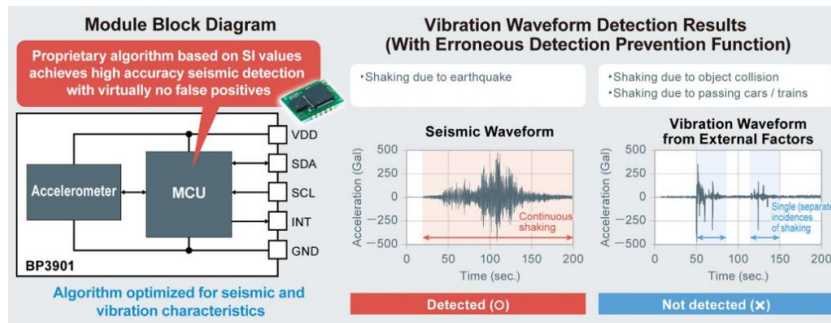 Module Block Diagram
Proprietary algorithm based on SI values
achieves high accuracy seismic detection
with virtually no false positives
VDD
SDA
SCL
INT
GND
Accelerometer
MCU
BP3901
Algorithm optimized for seismic and
vibration characteristics
Vibration Waveform Detection Results
(With Erroneous Detection Prevention Function)
•Shaking due to earthquake
Seismic Waveform
Acceleration (Gal)
500
250
0
−250
−500
Continuous
shaking
0 50 100 150 200
Time (sec.)
Detected (O)
•Shaking due to object collision
•Shaking due to passing cars / trains
Vibration Waveform
from External Factors
Acceleration (Gal)
500
250
0
−250
−500
Single (separate
incidences
of shaking
0 50 100 150 200
Time (sec.)
Not detected (×)